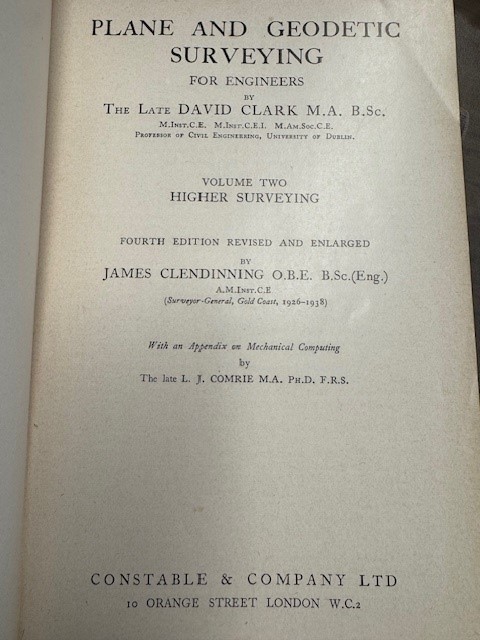 PLANE AND GEODETIC
SURVEYING
FOR ENGINEERS
BY
THE LATE DAVID CLARK M.A. B.SC.
M.INST.C.E. M.INST.C.E.I. M.AM.SOC.C.E.
PROFESSOR OF CIVIL ENGINEERING, UNIVERSITY OF DUBLIN.
VOLUME TWO
HIGHER SURVEYING
FOURTH EDITION REVISED AND ENLARGED
BY
JAMES CLENDINNING O.B.E. B.Sc.(Eng.)
A.M.INST.C.E
(Surveyor-General, Gold Coast, 1926–1938)
With an Appendix on Mechanical Computing
by
The late L. J. COMRIE M.A. PH.D. F.R.S.
CONSTABLE & COMPANY LTD
10 ORANGE STREET LONDON W.C.2